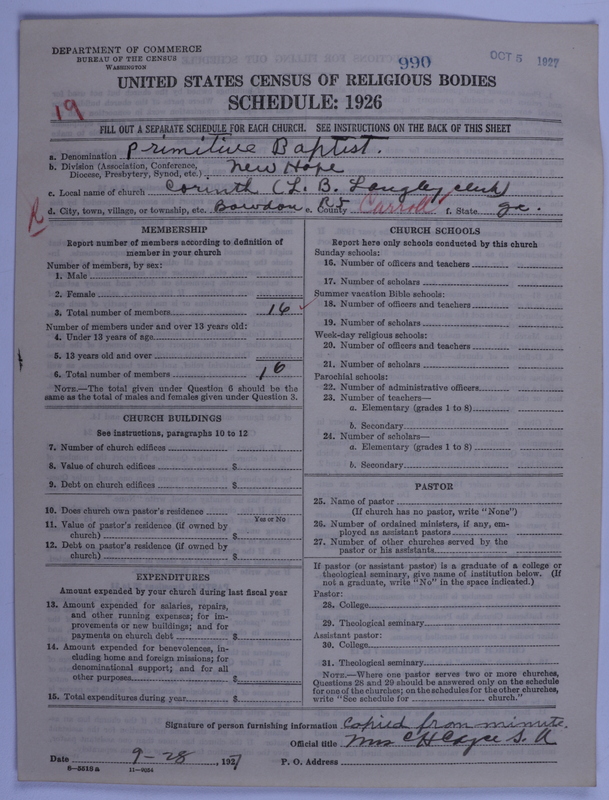 DEPARTMENT OF COMMERCE
BUREAU OF THE CENSUS
WASHINGTON
990
OCT 5 1927
UNITED STATES CENSUS OF RELIGIOUS BODIES
SCHEDULE: 1926
19
FILL OUT A SEPARATE SCHEDULE FOR EACH CHURCH. SEE INSTRUCTIONS ON THE BACK OF THIS SHEET
a. Denomination Primitive Baptist.
b. Division (Association, Conference, Diocese, Presbytery, Synod, etc.) New Hope
c. Local name of church Corinth (L. B. Langley, clerk)
R
d. City, town, village, or township, etc. Bowdon R5 e. County Carroll f. State Ga.
MEMBERSHIP
Report number of members according to definition of
member in your church
Number of members, by sex:
1. Male
2. Female
3. Total number of members 16
Number of members under and over 13 years old:
4. Under 13 years of age
5. 13 years old and over
6. Total number of members 16
NOTE.—The total given under Question 6 should be the
same as the total of males and females given under Question 3.
CHURCH BUILDINGS
See instructions, paragraphs 10 to 12
7. Number of church edifices
8. Value of church edifices $
9. Debt on church edifices $
10. Does church own pastor's residence
Yes or No
11. Value of pastor's residence (if owned by
church) $
12. Debt on pastor's residence (if owned by
church) $
EXPENDITURES
Amount expended by your church during last fiscal year
13. Amount expended for salaries, repairs,
and other running expenses; for im-
provements or new buildings; and for
payments on church debt $
14. Amount expended for benevolences, in-
cluding home and foreign missions; for
denominational support; and for all
other purposes $
15. Total expenditures during year $
CHURCH SCHOOLS
Report here only schools conducted by this church
Sunday schools:
16. Number of officers and teachers
17. Number of scholars
Summer vacation Bible schools:
18. Number of officers and teachers
19. Number of scholars
Week-day religious schools:
20. Number of officers and teachers
21. Number of scholars
Parochial schools:
22. Number of administrative officers
23. Number of teachers—
a. Elementary (grades 1 to 8)
b. Secondary
24. Number of scholars—
a. Elementary (grades 1 to 8)
b. Secondary
PASTOR
25. Name of pastor
(If church has no pastor, write "None")
26. Number of ordained ministers, if any, em-
ployed as assistant pastors
27. Number of other churches served by the
pastor or his assistants
If pastor (or assistant pastor) is a graduate of a college or
theological seminary, give name of institution below. (If
not a graduate, write "No" in the space indicated.)
Pastor:
28. College
29. Theological seminary
Assistant pastor:
30. College
31. Theological seminary
NOTE.—Where one pastor serves two or more churches,
Questions 28 and 29 should be answered only on the schedule
for one of the churches; on the schedules for the other churches,
write "See schedule for church."
Signature of person furnishing information Copied from minute.
Official title Mrs C H Cayce S. A
Date 9-28, 1927 P. O. Address
6—5519 a 11—9034